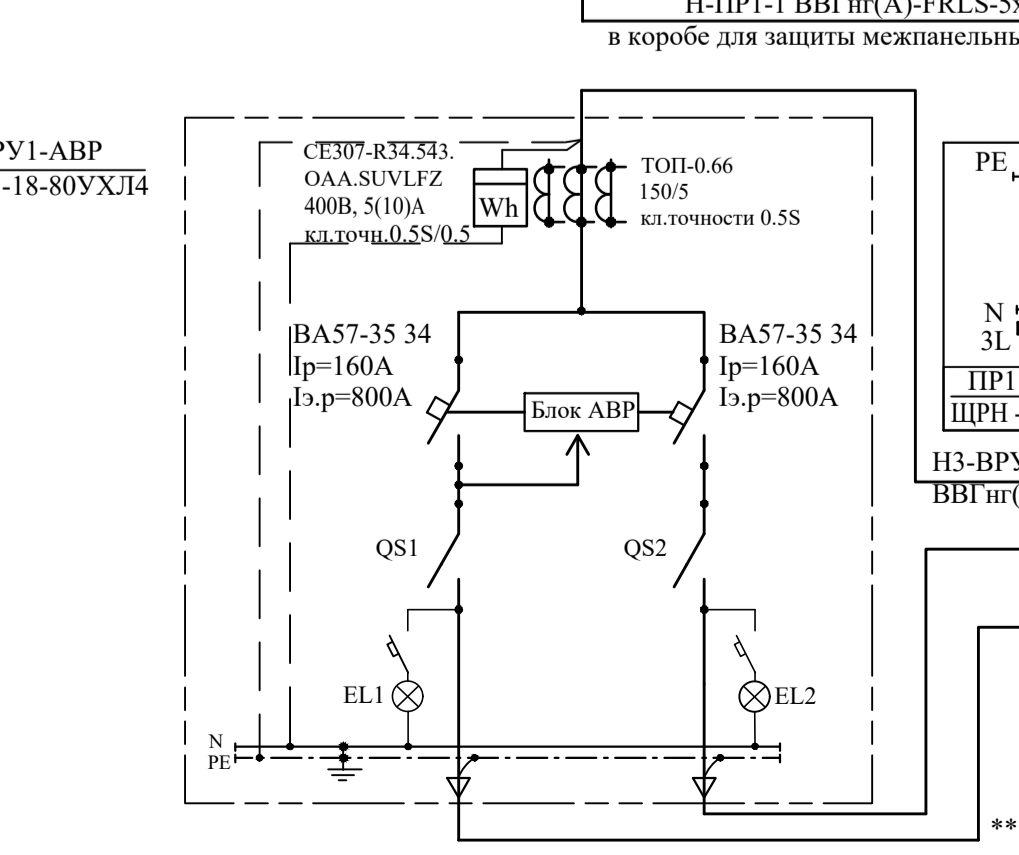 Н-ПР1-1 ВВГнг(А)-FRLS-5х
в коробе для защиты межпанельны
РУ1-АВР
-18-80УХЛ4
СЕ307-R34.543.
OAA.SUVLFZ
400В, 5(10)А
кл.точн.0.5S/0.5
Wh
ТОП-0.66
150/5
кл.точности 0.5S
PE
N
3L
ПР1
ЩРН -
ВА57-35 34
Iр=160А
Iэ.р=800А
Блок АВР
ВА57-35 34
Iр=160А
Iэ.р=800А
Н3-ВРУ
ВВГнг(
QS1
QS2
EL1
EL2
N
PE
**